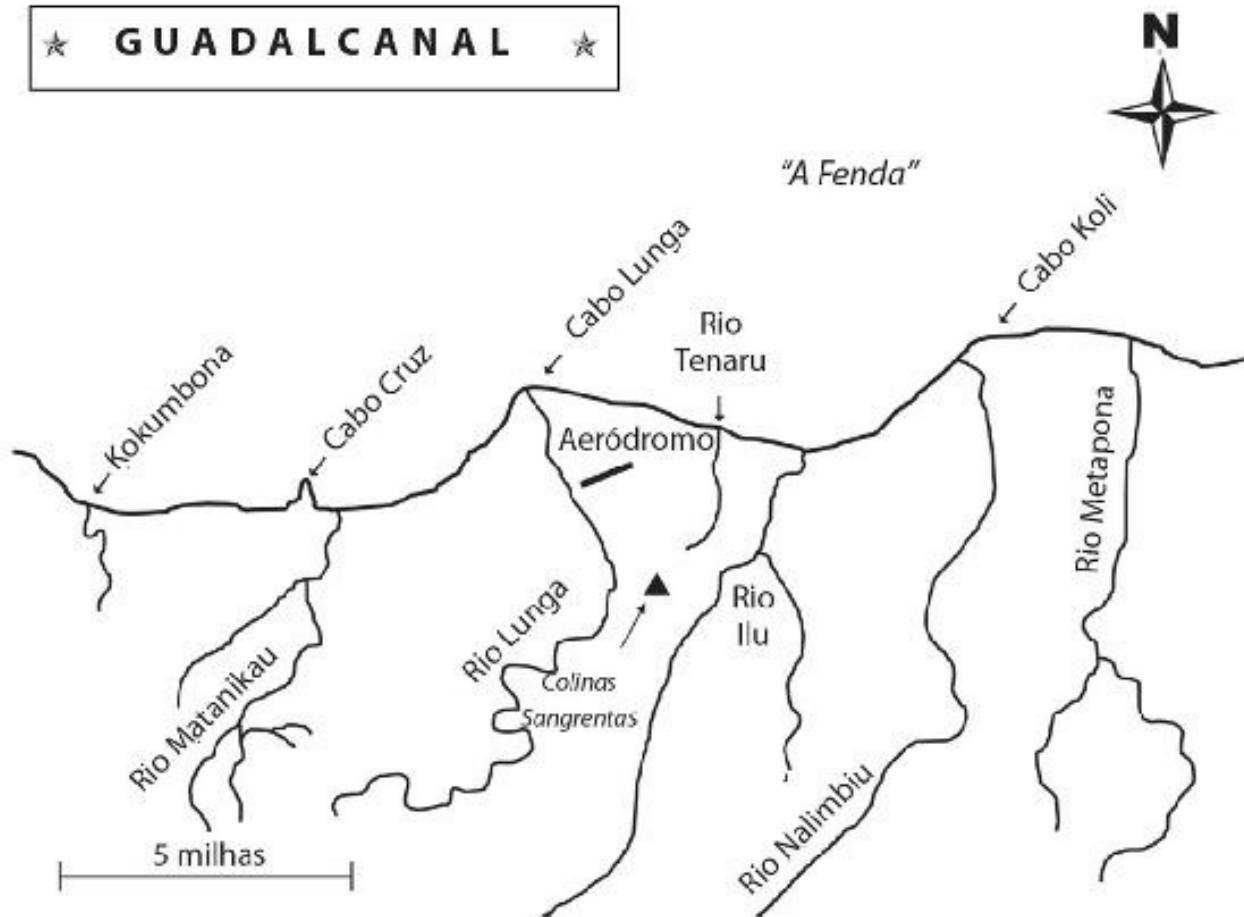 GUADALCANAL
N
"A Fenda"
Kokumbona
Cabo Cruz
Cabo Lunga
Rio
Tenaru
Cabo Koli
Aeródromo
Rio Matanikau
Rio Lunga
Colinas
Sangrentas
Rio
Ilu
Rio Nalimbiu
Rio Metapona
5 milhas